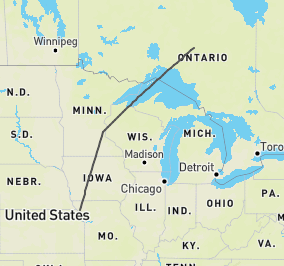 Winnipeg
ONTARIO
N.D.
MINN.
S.D.
WIS.
MICH.
Toro
Madison
NEBR.
IOWA
Detroit
Chicago
PA.
United States
ILL.
IND.
OHIO
MO.
KY.
W.VA.
TENN.